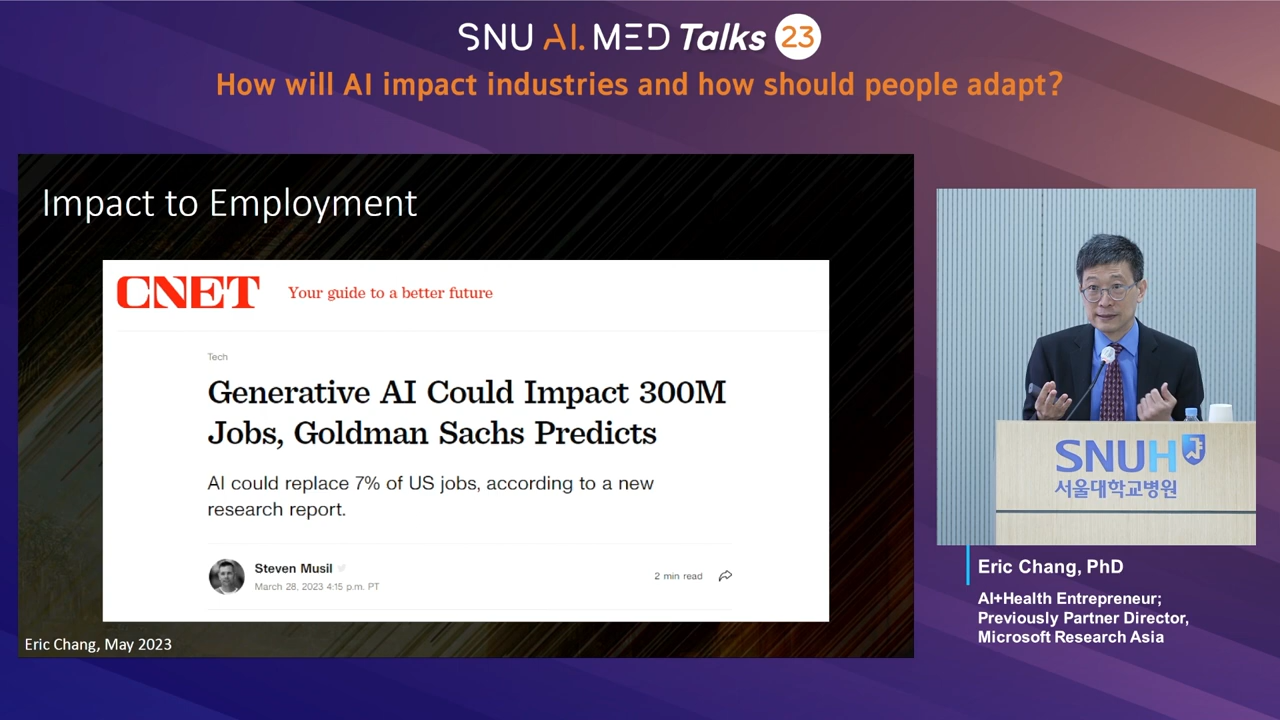 SNU AI. MED Talks 23
How will AI impact industries and how should people adapt?
Impact to Employment
CNET
Your guide to a better future
Tech
Generative AI Could Impact 300M
Jobs, Goldman Sachs Predicts
AI could replace 7% of US jobs, according to a new
research report.
Steven Musil
March 28, 2023 4:15 p.m. PT
2 min read
Eric Chang, May 2023
SNUH
서울대학교병원
Eric Chang, PhD
AI+Health Entrepreneur;
Previously Partner Director,
Microsoft Research Asia